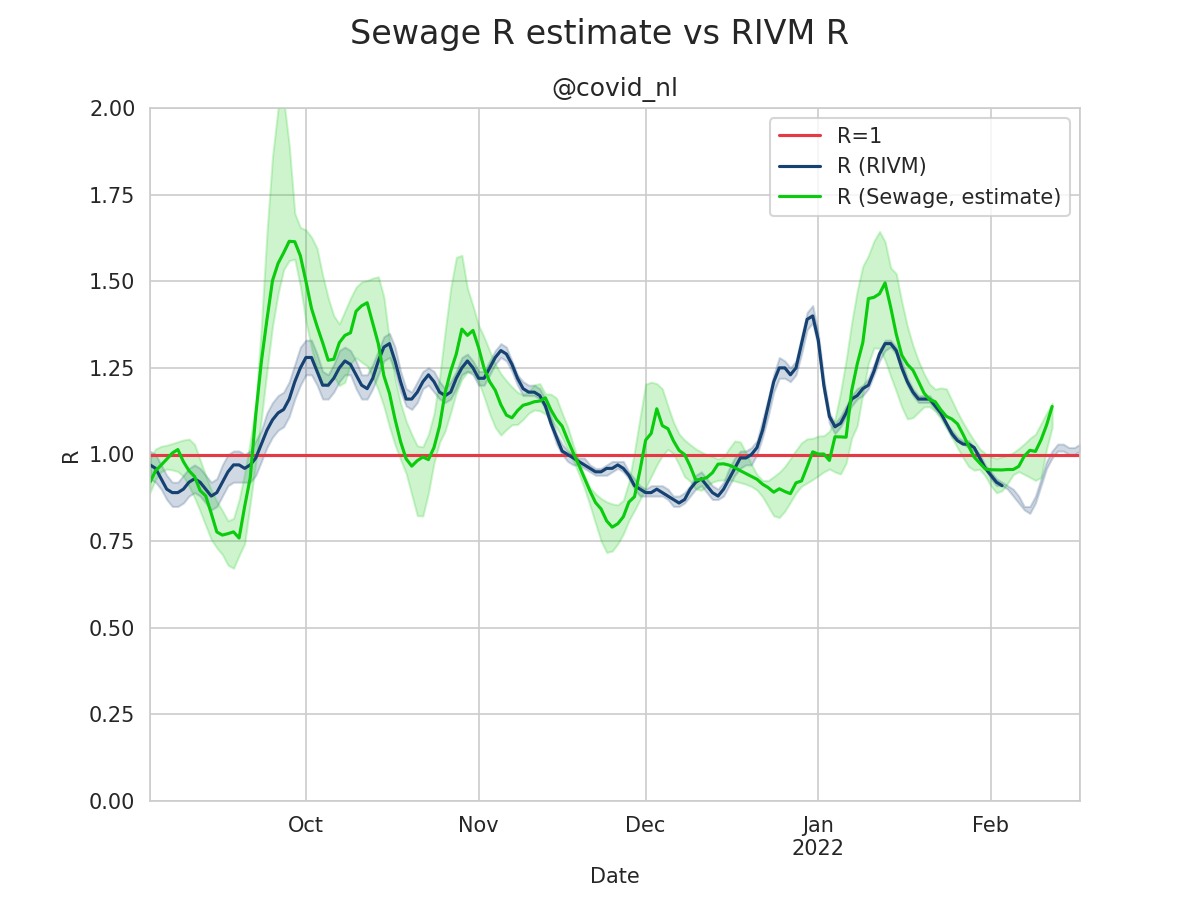 Sewage R estimate vs RIVM R
@covid_nl
R=1
R (RIVM)
R (Sewage, estimate)
2.00
1.75
1.50
1.25
1.00
0.75
0.50
0.25
0.00
R
Oct
Nov
Dec
Jan
2022
Feb
Date